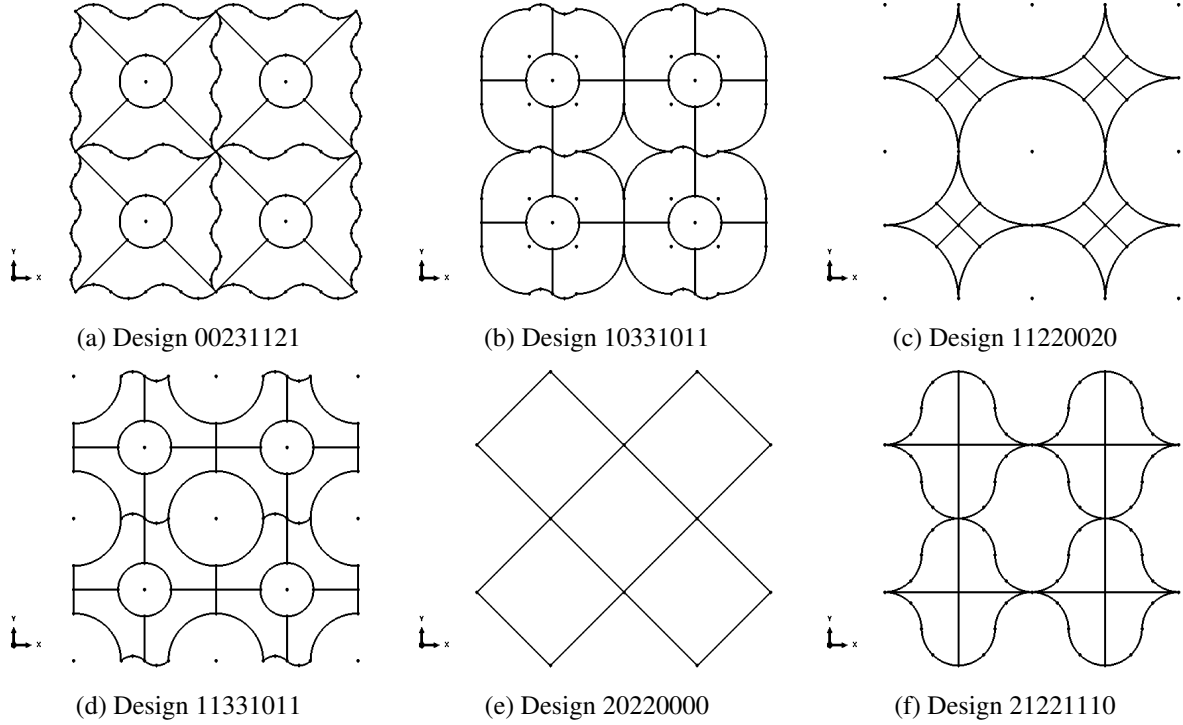 Y
X
Y
X
Y
X
(a) Design 00231121
(b) Design 10331011
(c) Design 11220020
Y
X
Y
X
Y
X
(d) Design 11331011
(e) Design 20220000
(f) Design 21221110